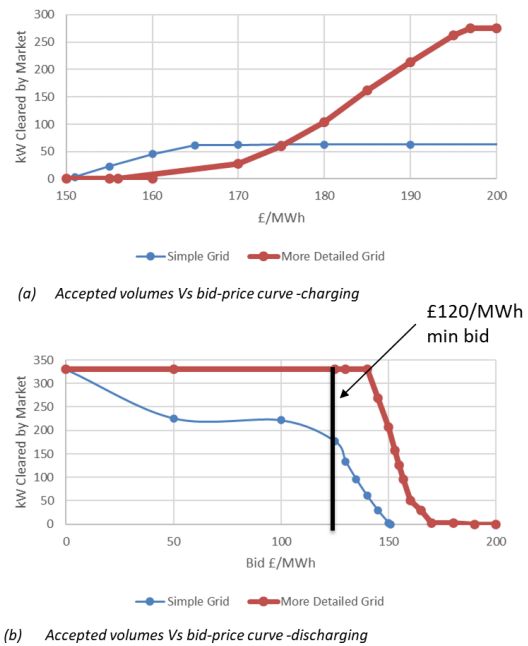 300
250
200
150
100
50
0
kW Cleared by Market
150 160 170 180 190 200
£/MWh
Simple Grid More Detailed Grid
(a) Accepted volumes Vs bid-price curve -charging
£120/MWh
min bid
350
300
250
200
150
100
50
0
kW Cleared by Market
0 50 100 150 200
Bid £/MWh
Simple Grid More Detailed Grid
(b) Accepted volumes Vs bid-price curve -discharging